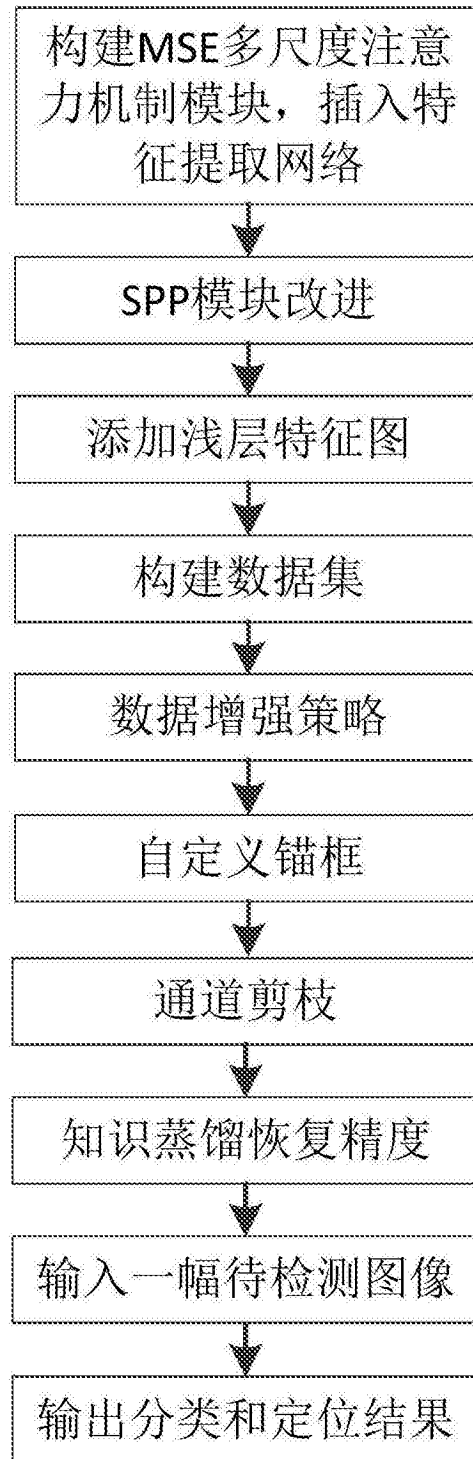 构建MSE多尺度注意
力机制模块，插入特
征提取网络
SPP模块改进
添加浅层特征图
构建数据集
数据增强策略
自定义锚框
通道剪枝
知识蒸馏恢复精度
输入一幅待检测图像
输出分类和定位结果